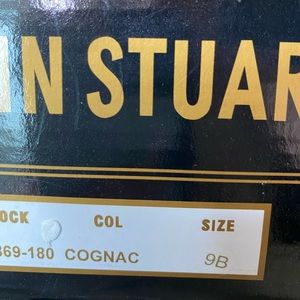 IN STUAR
OCK COL SIZE
369-180 COGNAC 9B